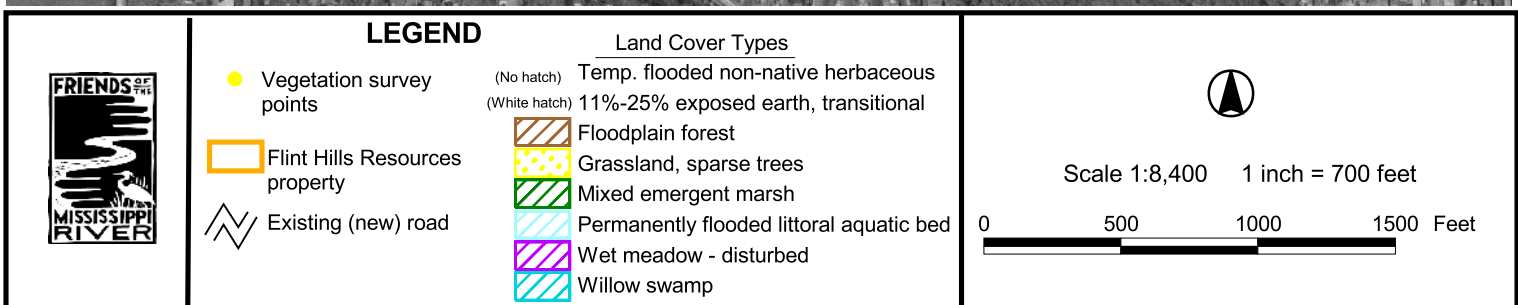 FRIENDS OF THE
MISSISSIPPI
RIVER
LEGEND
Vegetation survey
points
Flint Hills Resources
property
Existing (new) road
Land Cover Types
(No hatch) Temp. flooded non-native herbaceous
(White hatch) 11%-25% exposed earth, transitional
Floodplain forest
Grassland, sparse trees
Mixed emergent marsh
Permanently flooded littoral aquatic bed
Wet meadow - disturbed
Willow swamp
Scale 1:8,400 1 inch = 700 feet
0 500 1000 1500 Feet